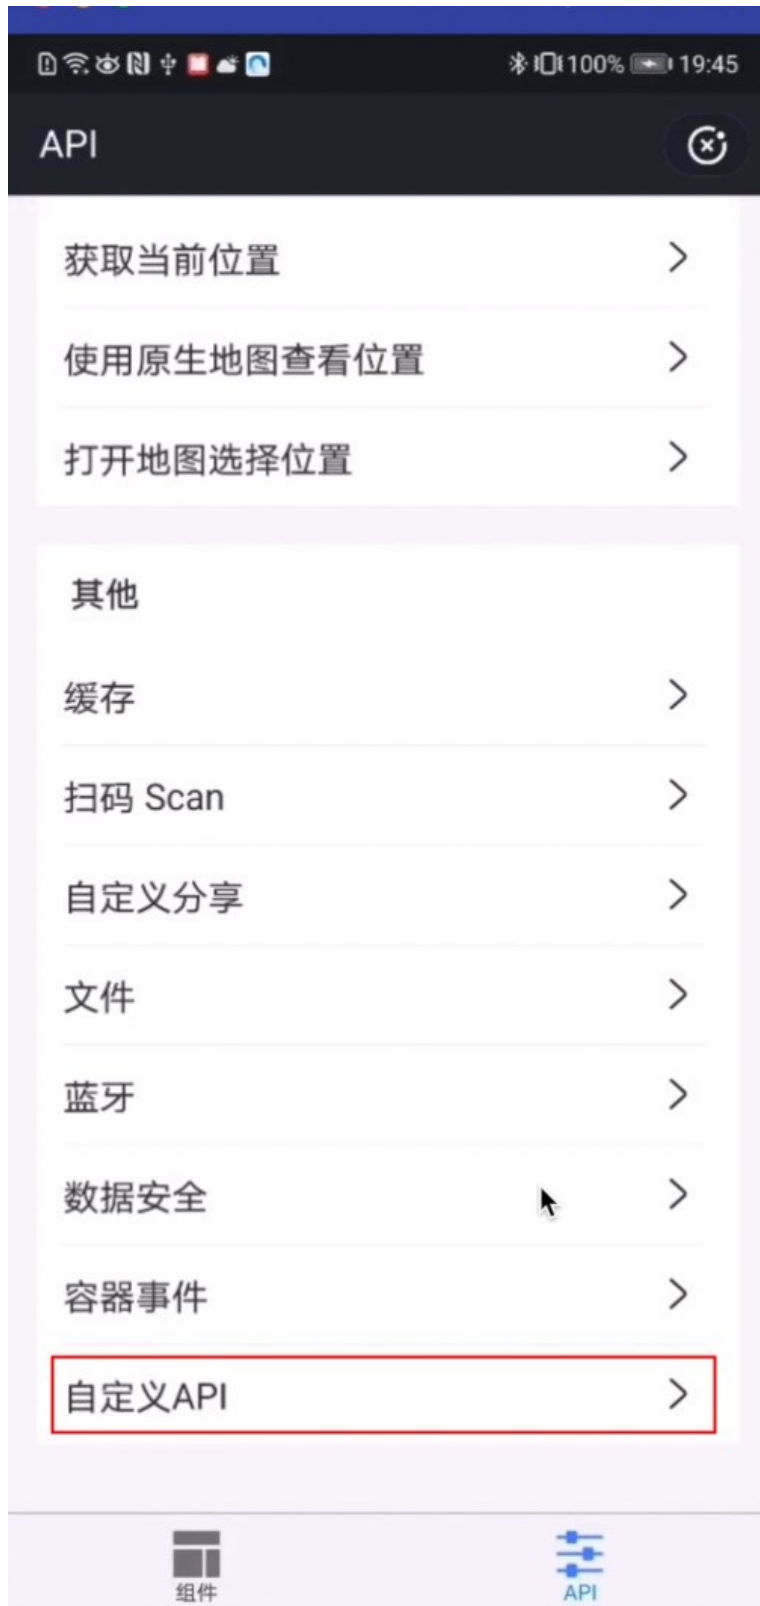 100% 19:45
API
获取当前位置
使用原生地图查看位置
打开地图选择位置
其他
缓存
扫码 Scan
自定义分享
文件
蓝牙
数据安全
容器事件
自定义API
组件
API